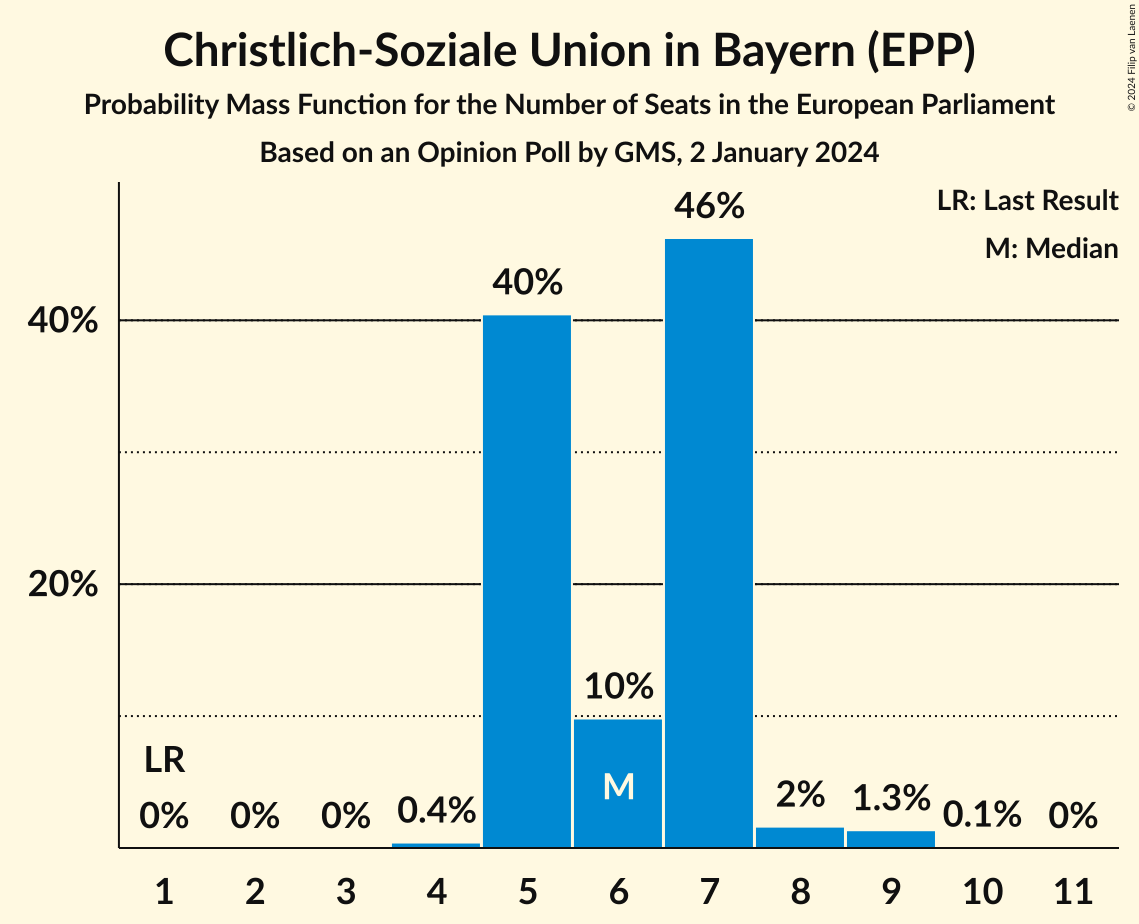 Christlich-Soziale Union in Bayern (EPP)
Probability Mass Function for the Number of Seats in the European Parliament
Based on an Opinion Poll by GMS, 2 January 2024
© 2024 Filip van Laenen
LR: Last Result
M: Median
40%
20%
LR
0%
0%
0%
0.4%
40%
10%
M
46%
2%
1.3%
0.1%
0%
1 2 3 4 5 6 7 8 9 10 11